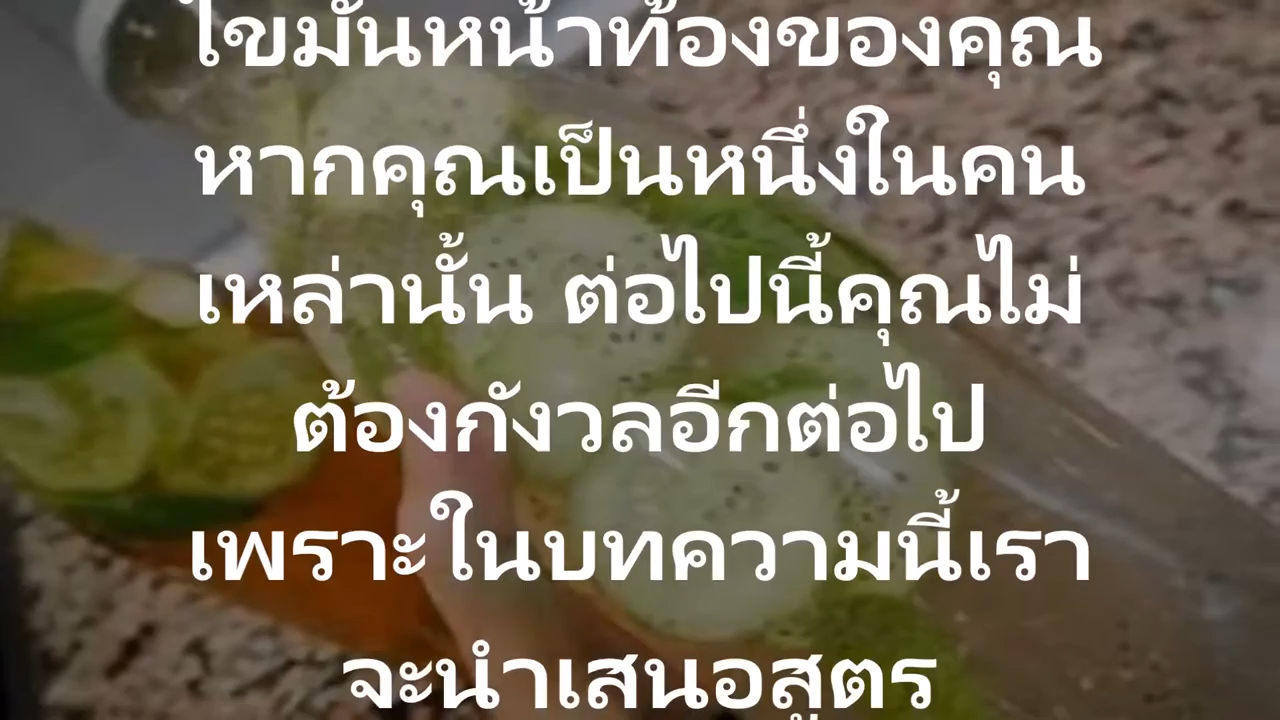 ไขมันหน้าท้องของคุณ
หากคุณเป็นหนึ่งในคน
เหล่านั้น ต่อไปนี้คุณไม่
ต้องกังวลอีกต่อไป
เพราะในบทความนี้เรา
จะนำเสนอสูตร